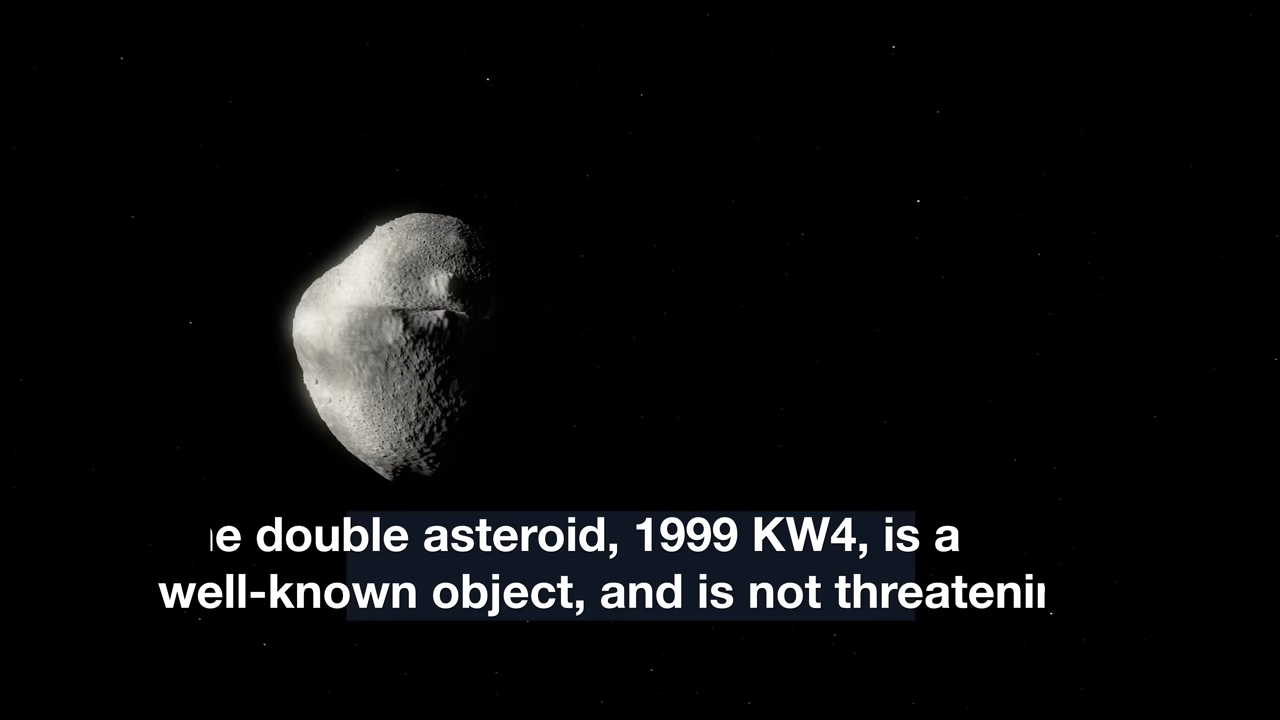 double asteroid, 1999 KW4, is a
well-known object, and is not